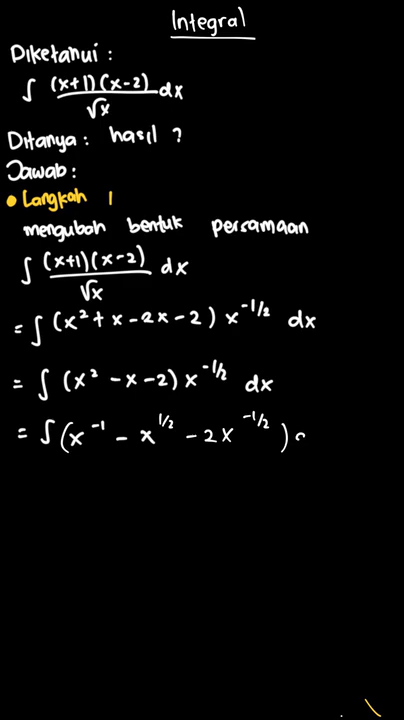 Integral
Diketahui :
∫ (x+1)(x-2)/√x dx
Ditanya : hasil ?
Jawab :
• Langkah 1
mengubah bentuk persamaan
∫ (x+1)(x-2)/√x dx
= ∫ (x² + x - 2x - 2) x^-1/2 dx
= ∫ (x² - x - 2) x^-1/2 dx
= ∫ (x^-1 - x^1/2 - 2x^-1/2)